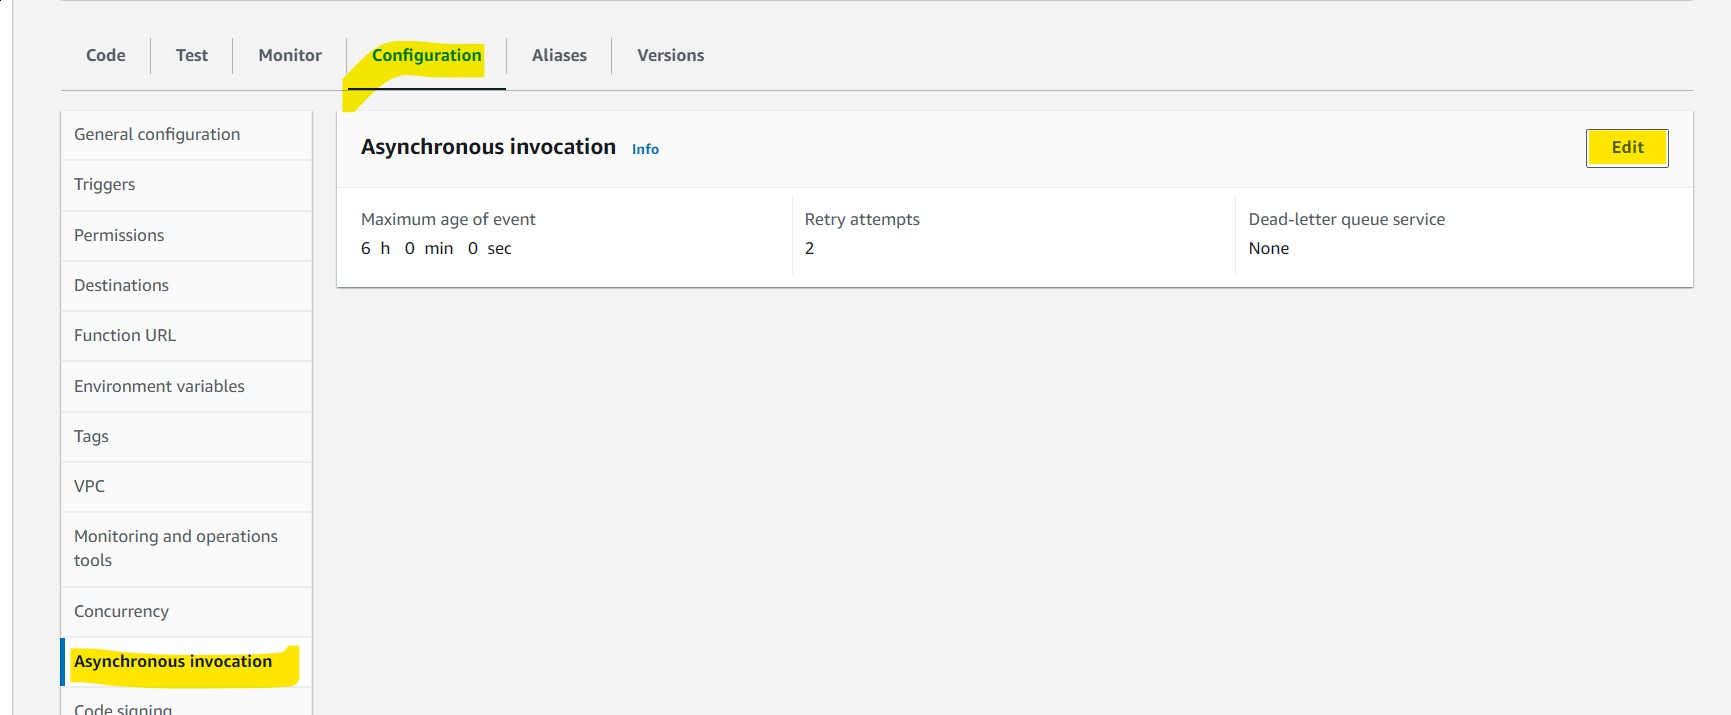 Code
Test
Monitor
Configuration
Aliases
Versions
General configuration
Triggers
Permissions
Destinations
Function URL
Environment variables
Tags
VPC
Monitoring and operations
tools
Concurrency
Asynchronous invocation
Code signing
Asynchronous invocation Info
Edit
Maximum age of event
6 h 0 min 0 sec
Retry attempts
2
Dead-letter queue service
None